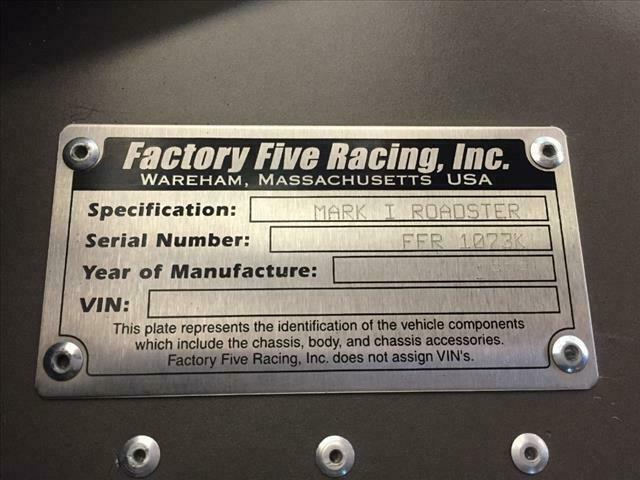 Factory Five Racing, Inc.
WAREHAM, MASSACHUSETTS USA
Specification: MARK I ROADSTER
Serial Number: FFR 1073K
Year of Manufacture:
VIN:
This plate represents the identification of the vehicle components
which include the chassis, body, and chassis accessories.
Factory Five Racing, Inc. does not assign VIN's.